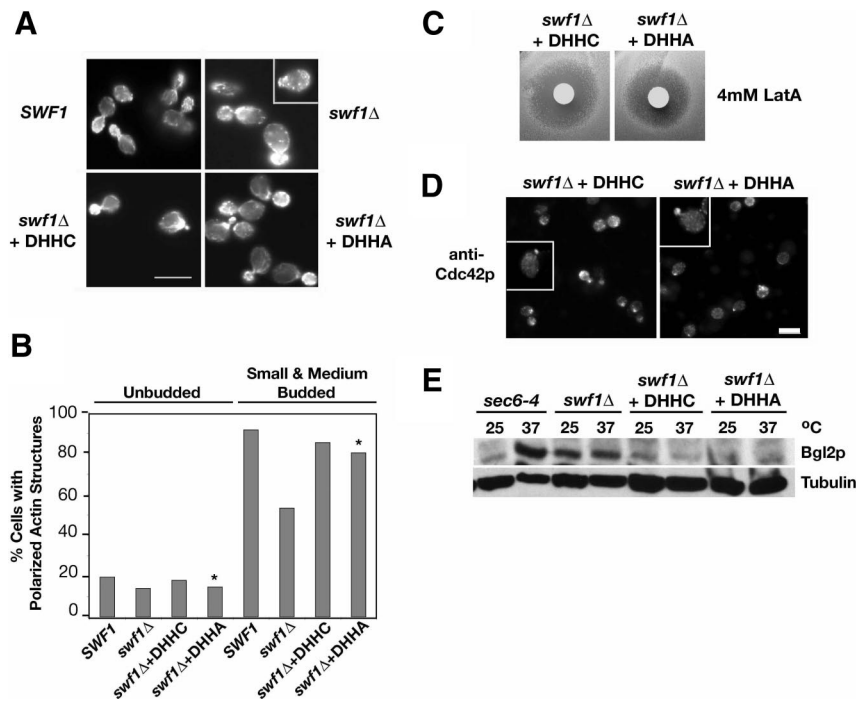 A
SWF1
swf1Δ
swf1Δ
+ DHHC
swf1Δ
+ DHHA
B
Unbudded
Small & Medium
Budded
% Cells with
Polarized Actin Structures
100
80
60
40
20
0
*
*
SWF1
swf1Δ
swf1Δ+DHHC
swf1Δ+DHHA
SWF1
swf1Δ
swf1Δ+DHHC
swf1Δ+DHHA
C
swf1Δ
+ DHHC
swf1Δ
+ DHHA
4mM LatA
D
swf1Δ + DHHC
swf1Δ + DHHA
anti-
Cdc42p
E
sec6-4
swf1Δ
swf1Δ
+ DHHC
swf1Δ
+ DHHA
25 37 25 37 25 37 25 37 ºC
Bgl2p
Tubulin